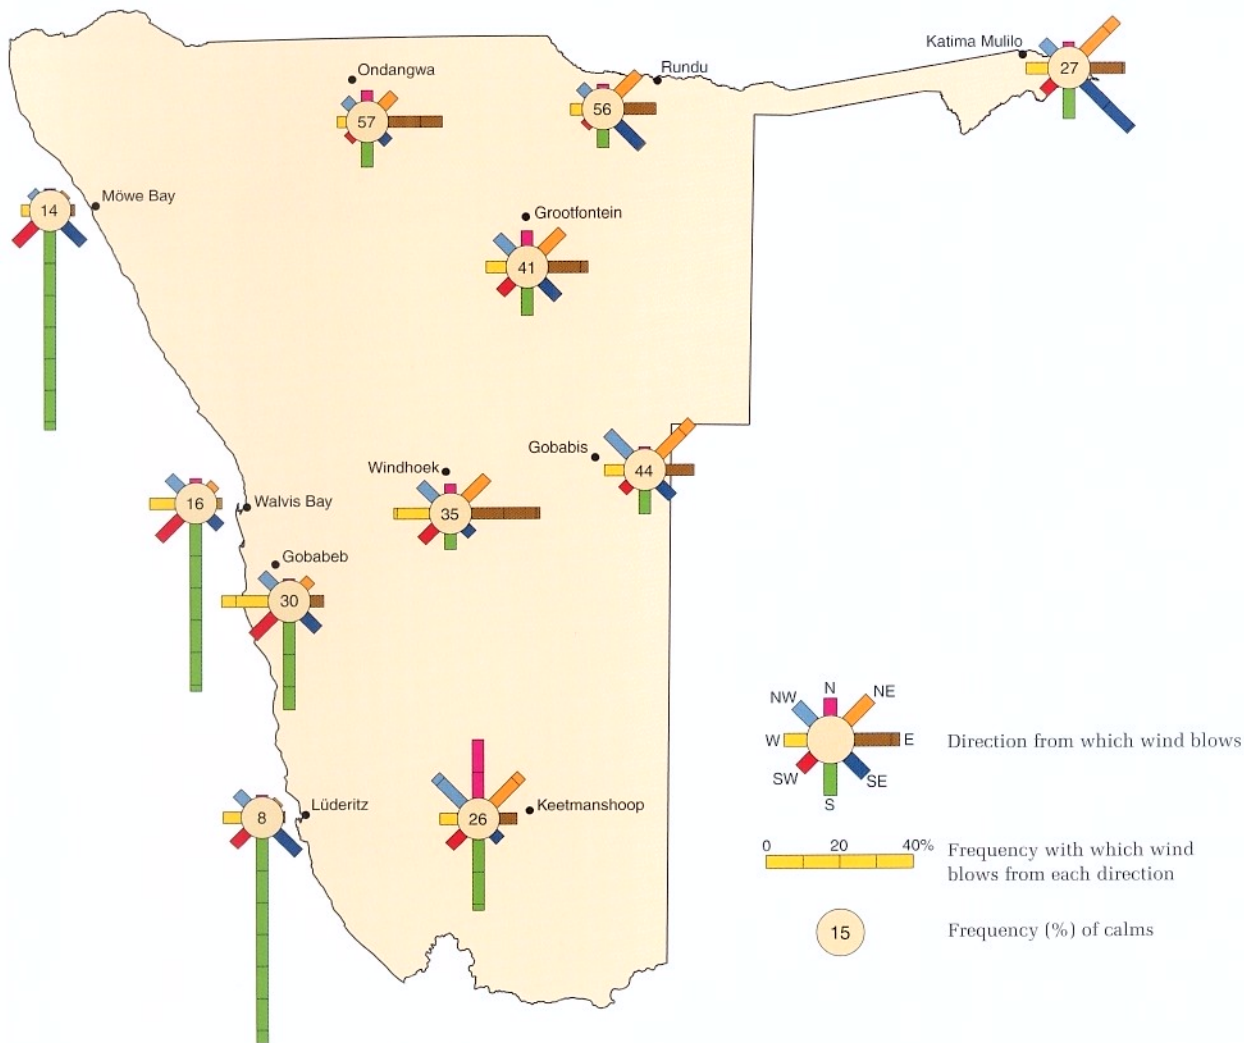 Katima Mulilo
27
Ondangwa
57
Rundu
56
Möwe Bay
14
Grootfontein
41
Gobabis
44
Windhoek
35
Walvis Bay
16
Gobabeb
30
Lüderitz
8
Keetmanshoop
26
N
NW
NE
W
E
SW
SE
S
Direction from which wind blows
0 20 40%
Frequency with which wind
blows from each direction
15
Frequency (%) of calms